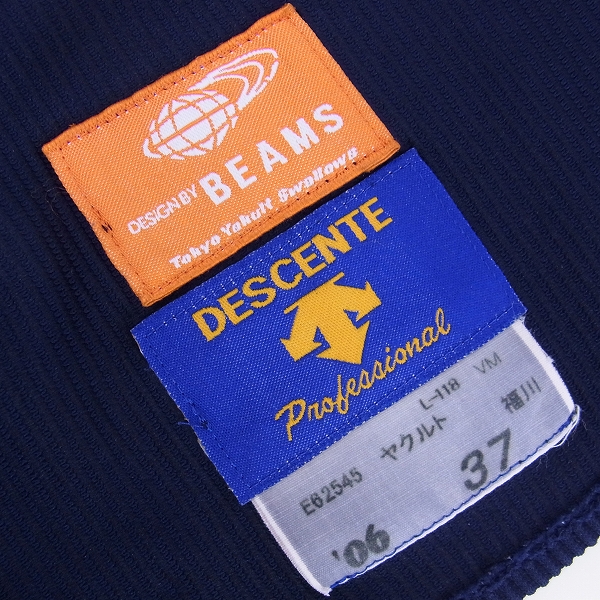 DESIGN BY BEAMS
Tokyo Yakult Swallows
DESCENTE
Professional
L-118 VM
E62545 ヤクルト 福川
'06 37